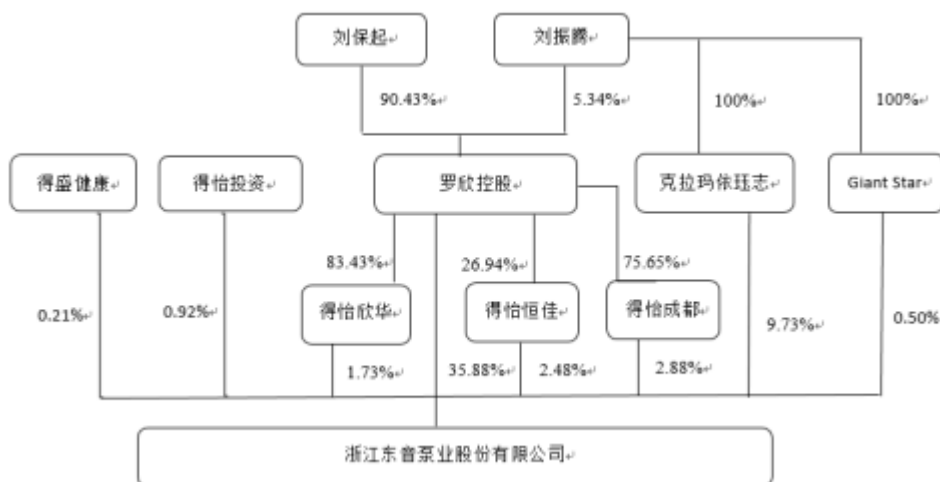 刘保起
刘振腾
90.43%
5.34%
100%
100%
得盛健康
得怡投资
罗欣控股
克拉玛依珏志
Giant Star
83.43%
26.94%
75.65%
得怡欣华
得怡恒佳
得怡成都
0.21%
0.92%
9.73%
0.50%
1.73%
35.88%
2.48%
2.88%
浙江东音泵业股份有限公司